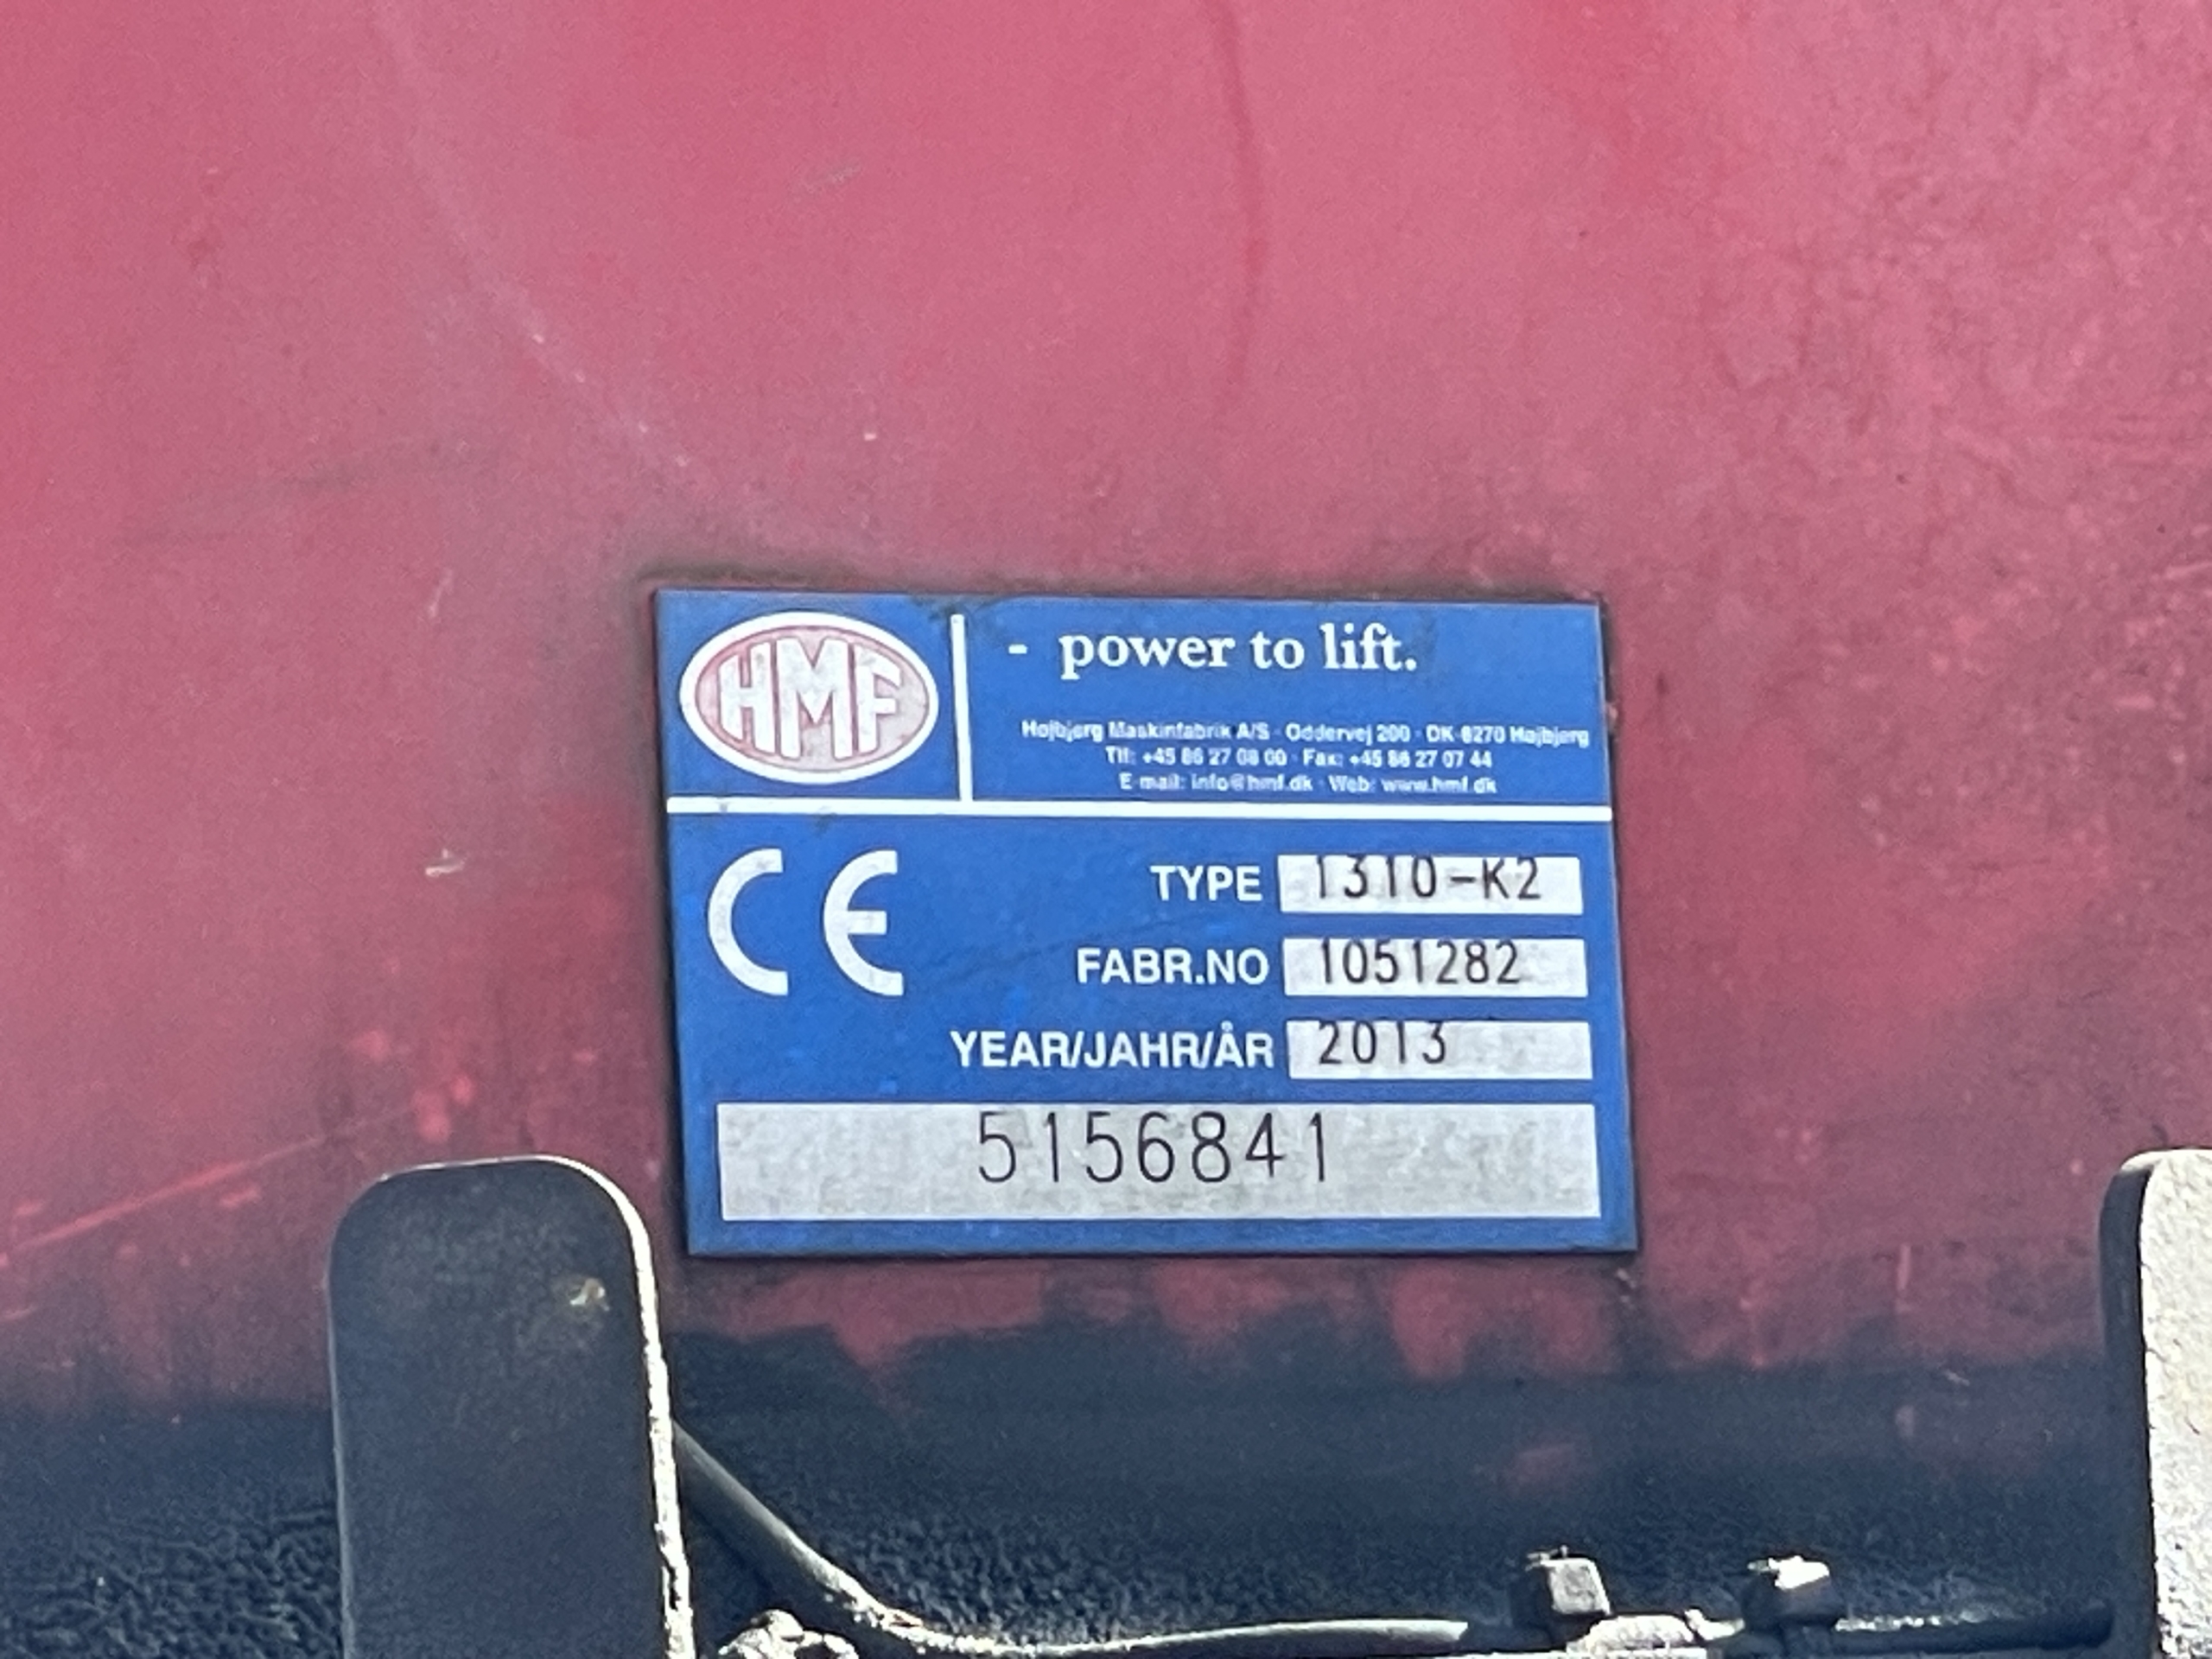 HMF
- power to lift.
Højbjerg Maskinfabrik A/S · Oddervej 200 · DK-8270 Højbjerg
Tlf: +45 86 27 08 00 · Fax: +45 86 27 07 44
E-mail: info@hmf.dk · Web: www.hmf.dk
CE
TYPE 1310-K2
FABR.NO 1051282
YEAR/JAHR/ÅR 2013
5156841